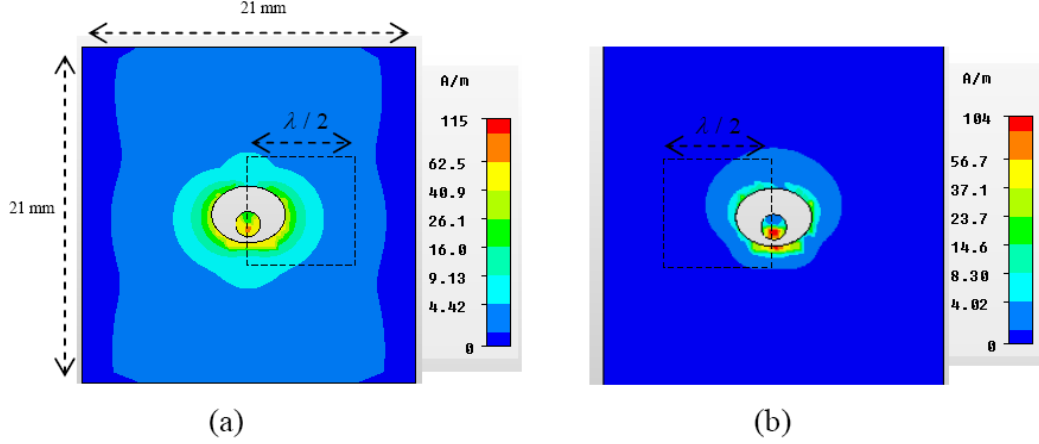 21 mm
21 mm
λ / 2
A/m
115
62.5
40.9
26.1
16.0
9.13
4.42
0
(a)
λ / 2
A/m
104
56.7
37.1
23.7
14.6
8.30
4.02
0
(b)